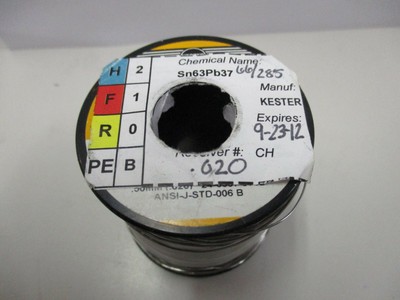 Chemical Name:
H 2 Sn63Pb37 66/285
Manuf:
F 1 KESTER
Expires:
R 0 9-23-12
Receiver #: CH
PE B .020
ANSI-J-STD-006 B